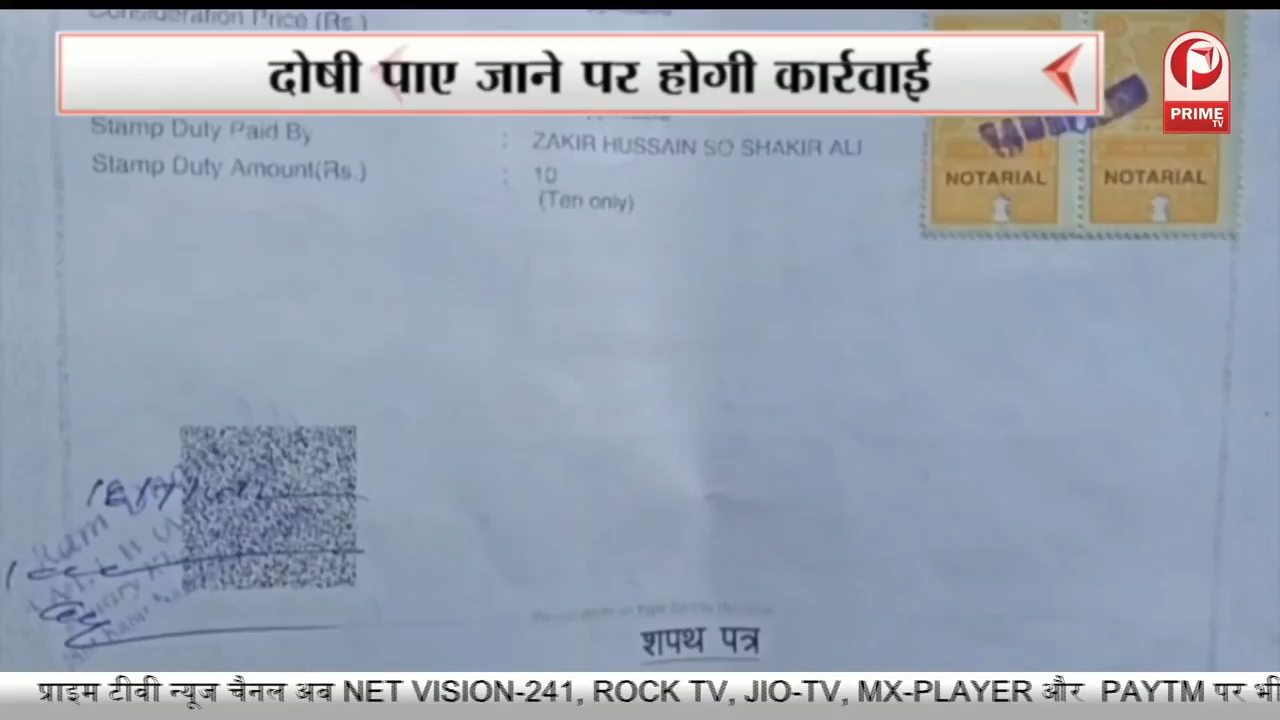 Consideration Price (Rs.)
दोषी पाए जाने पर होगी कार्रवाई
PRIME
TV
Stamp Duty Paid By : ZAKIR HUSSAIN SO SHAKIR ALI
Stamp Duty Amount(Rs.) : 10
(Ten only)
NOTARIAL NOTARIAL
शपथ पत्र
प्राइम टीवी न्यूज चैनल अब NET VISION-241, ROCK TV, JIO-TV, MX-PLAYER और PAYTM पर भी